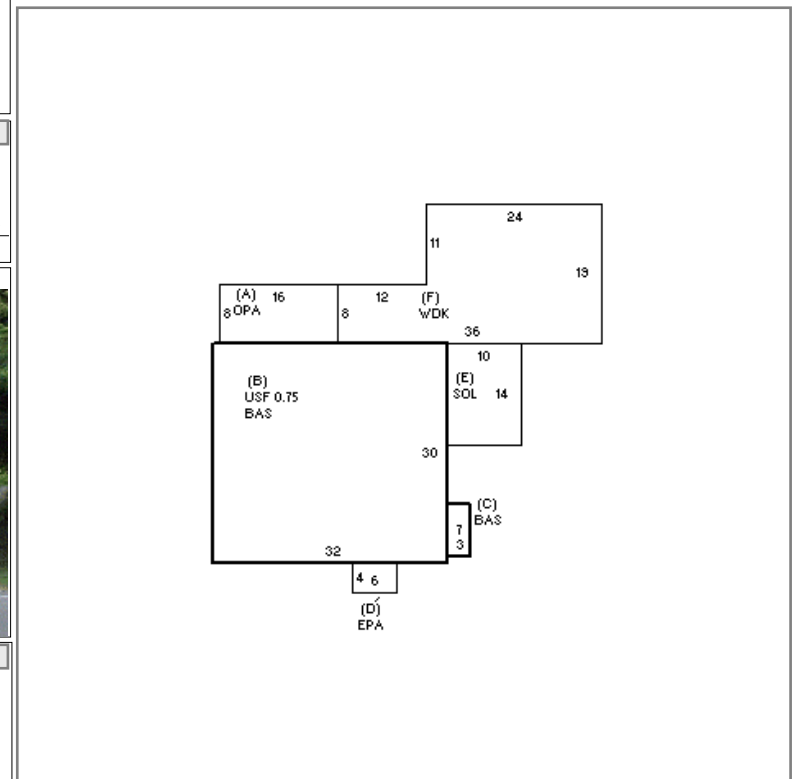 24
11
19
(A) 16
8 OPA
12
8
(F)
WDK
36
10
(E)
SOL 14
(B)
USF 0.75
BAS
30
(C)
BAS
7
3
32
4 6
(D)
EPA